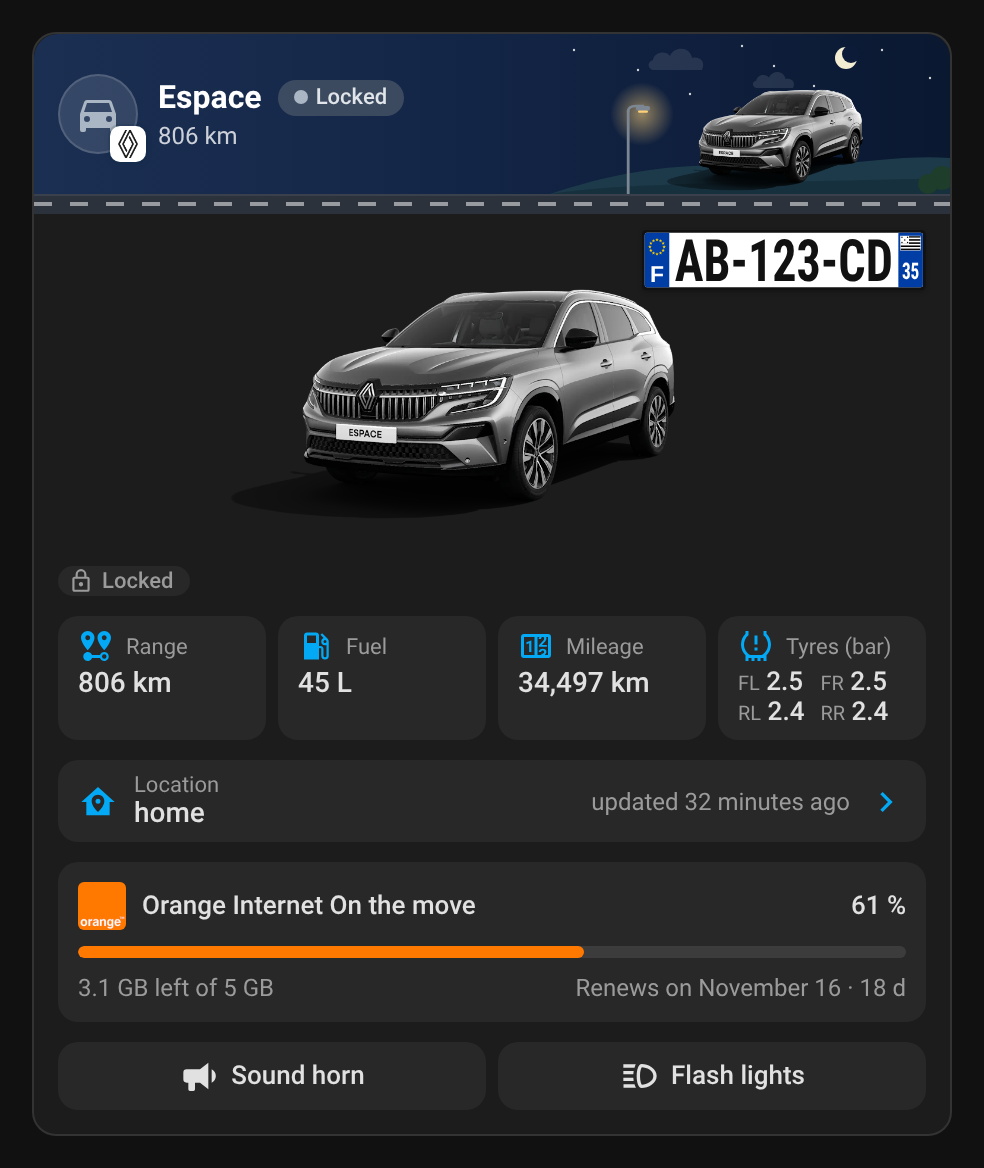 Espace
Locked
806 km
ESPACE
F
AB-123-CD
35
ESPACE
Locked
Range
806 km
Fuel
45 L
Mileage
34,497 km
Tyres (bar)
FL 2.5 FR 2.5
RL 2.4 RR 2.4
Location
home
updated 32 minutes ago
orange™
Orange Internet On the move
61 %
3.1 GB left of 5 GB
Renews on November 16 · 18 d
Sound horn
Flash lights